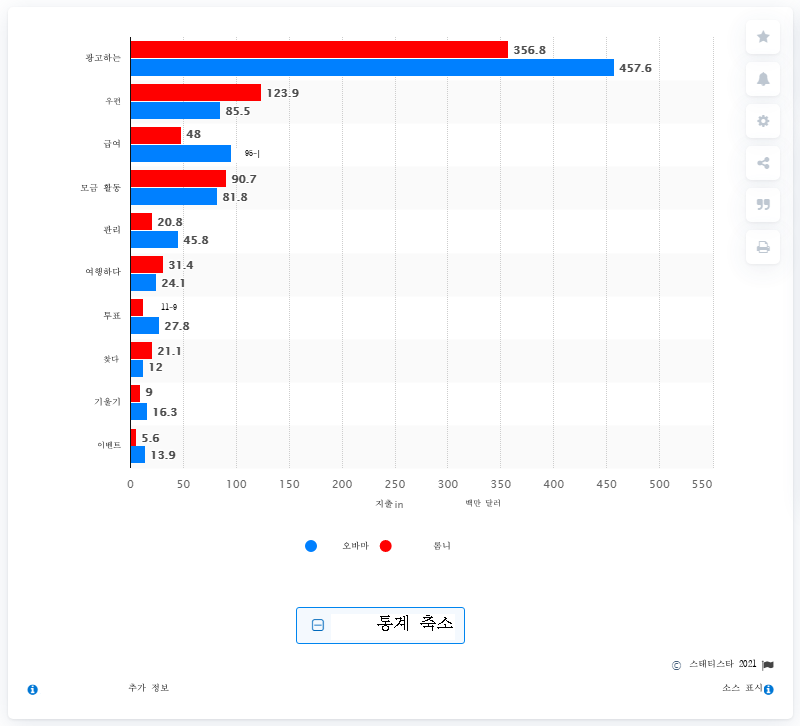 광고하는
356.8
457.6
우편
123.9
85.5
급여
48
모금 활동
90.7
81.8
관리
20.8
45.8
여행하다
31.4
24.1
투표
11-9
27.8
찾다
21.1
12
기울기
9
16.3
이벤트
5.6
13.9
0 50 100 150 200 250 300 350 400 450 500 550
지출 in 백만 달러
오바마 롬니
통계 축소
© 스태티스타 2021
추가 정보 소스 표시